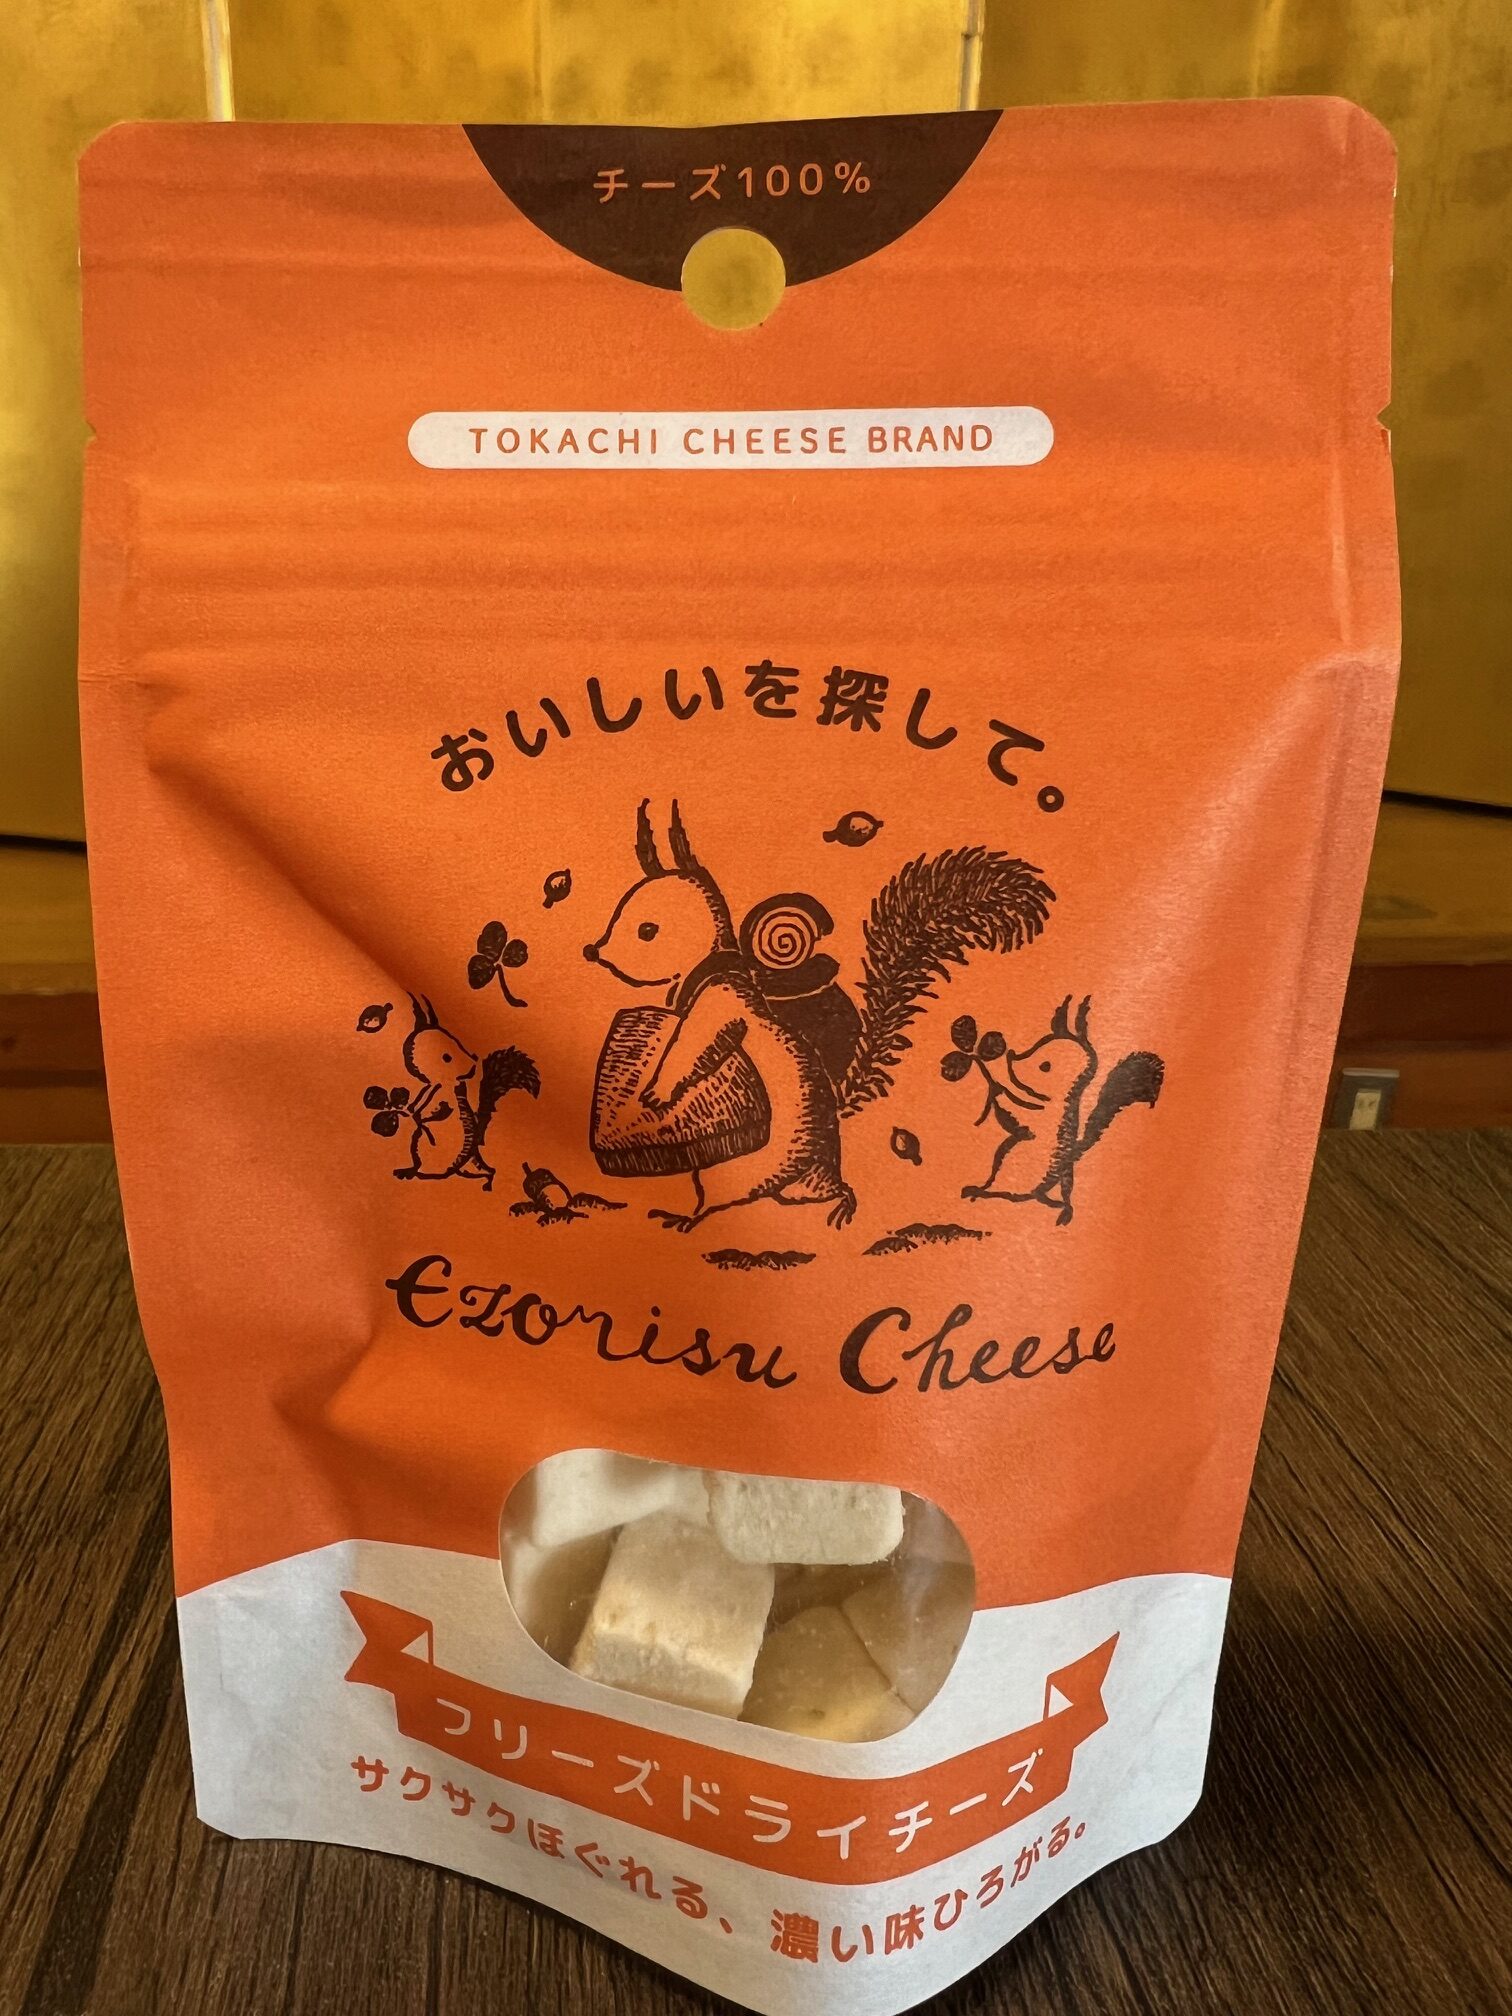 チーズ100%
TOKACHI CHEESE BRAND
おいしいを探して。
Ezorisu Cheese
フリーズドライチーズ
サクサクほぐれる、濃い味ひろがる。